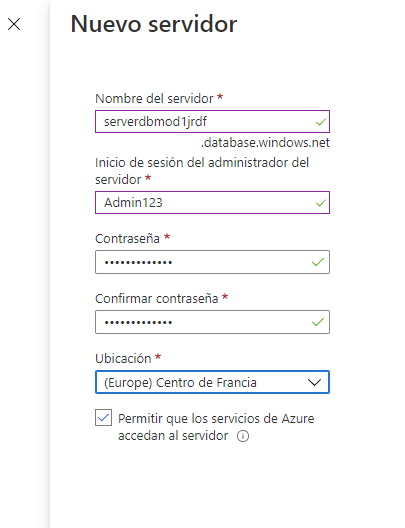 Nuevo servidor
Nombre del servidor *
serverdbmod1jrdf
.database.windows.net
Inicio de sesión del administrador del
servidor *
Admin123
Contraseña *
•••••••••••••
Confirmar contraseña *
•••••••••••••
Ubicación *
(Europe) Centro de Francia
Permitir que los servicios de Azure
accedan al servidor